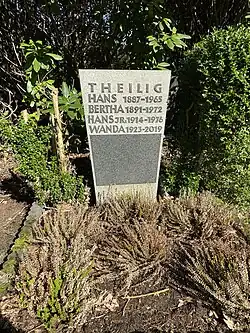 THEILIG
HANS 1887-1965
BERTHA 1891-1972
HANS JR. 1914-1976
WANDA 1923-2019